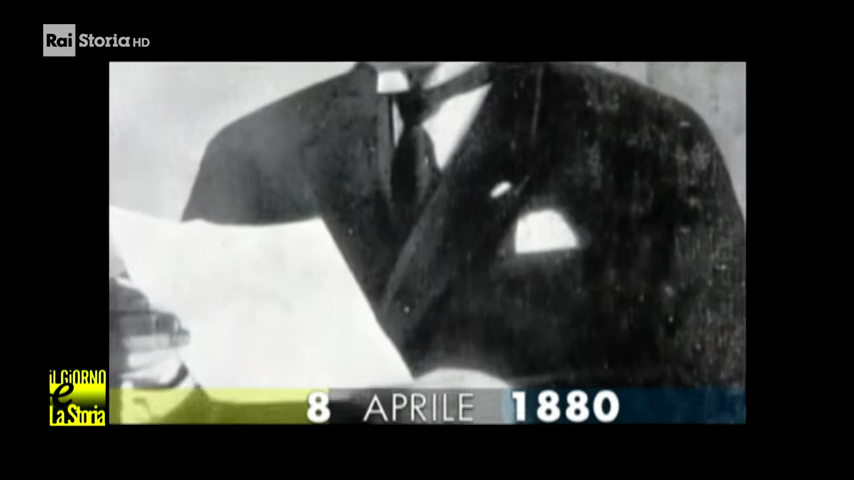 Rai Storia HD
iL GiORNO
e
La Storia
8 APRILE 1880